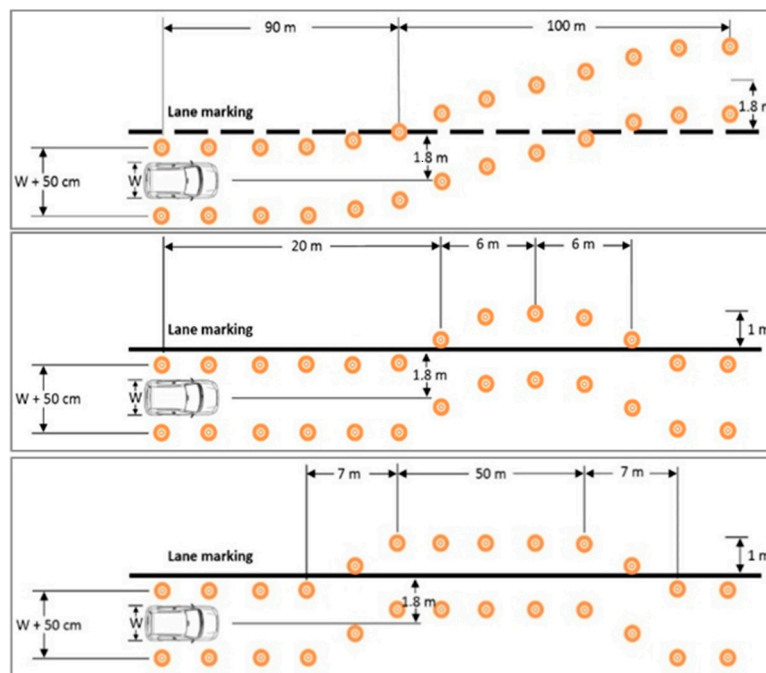 90 m
100 m
Lane marking
1.8 m
1.8 m
W + 50 cm
W
20 m
6 m
6 m
Lane marking
1 m
1.8 m
W + 50 cm
W
7 m
50 m
7 m
Lane marking
1 m
1.8 m
W + 50 cm
W